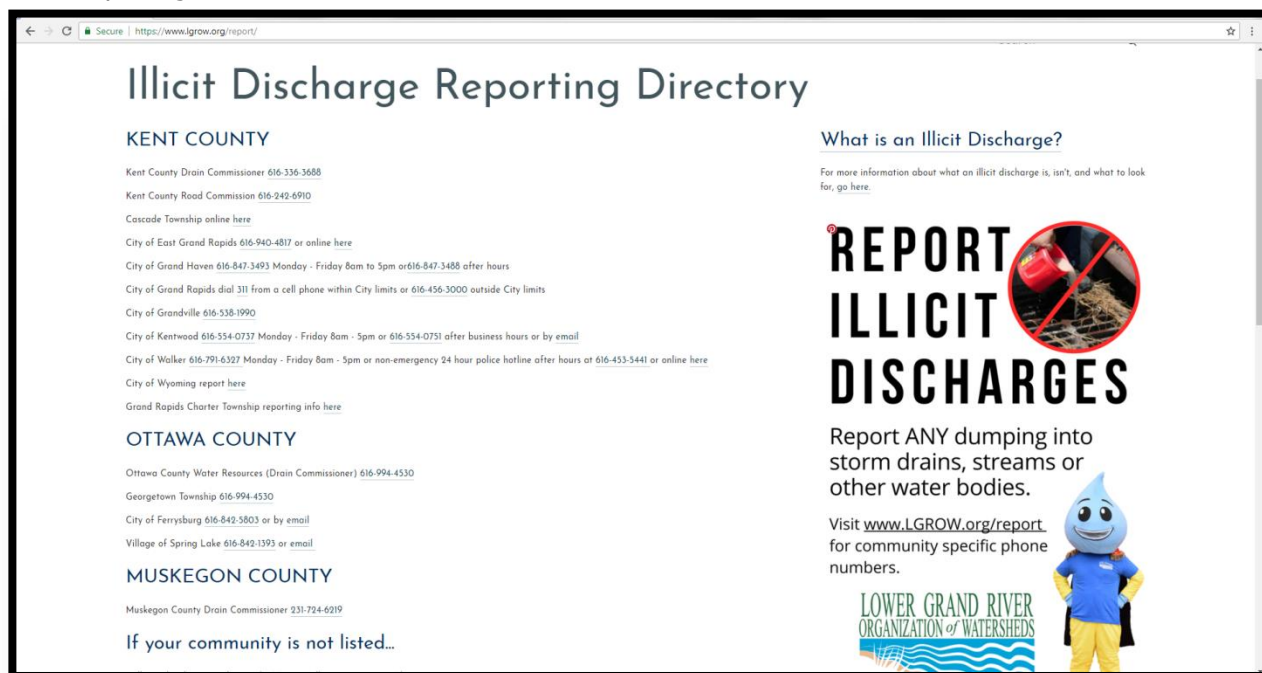 Secure | https://www.lgrow.org/report/
Illicit Discharge Reporting Directory
KENT COUNTY
Kent County Drain Commissioner 616-336-3688
Kent County Road Commission 616-242-6910
Cascade Township online here
City of East Grand Rapids 616-940-4817 or online here
City of Grand Haven 616-847-3493 Monday - Friday 8am to 5pm or616-847-3488 after hours
City of Grand Rapids dial 311 from a cell phone within City limits or 616-456-3000 outside City limits
City of Grandville 616-538-1990
City of Kentwood 616-554-0737 Monday - Friday 8am - 5pm or 616-554-0751 after business hours or by email
City of Walker 616-791-6327 Monday - Friday 8am - 5pm or non-emergency 24 hour police hotline after hours at 616-453-5441 or online here
City of Wyoming report here
Grand Rapids Charter Township reporting info here
OTTAWA COUNTY
Ottawa County Water Resources (Drain Commissioner) 616-994-4530
Georgetown Township 616-994-4530
City of Ferrysburg 616-842-5803 or by email
Village of Spring Lake 616-842-1393 or email
MUSKEGON COUNTY
Muskegon County Drain Commissioner 231-724-6219
If your community is not listed...
What is an Illicit Discharge?
For more information about what an illicit discharge is, isn't, and what to look
for, go here.
REPORT
ILLICIT
DISCHARGES
Report ANY dumping into
storm drains, streams or
other water bodies.
Visit www.LGROW.org/report
for community specific phone
numbers.
LOWER GRAND RIVER
ORGANIZATION of WATERSHEDS